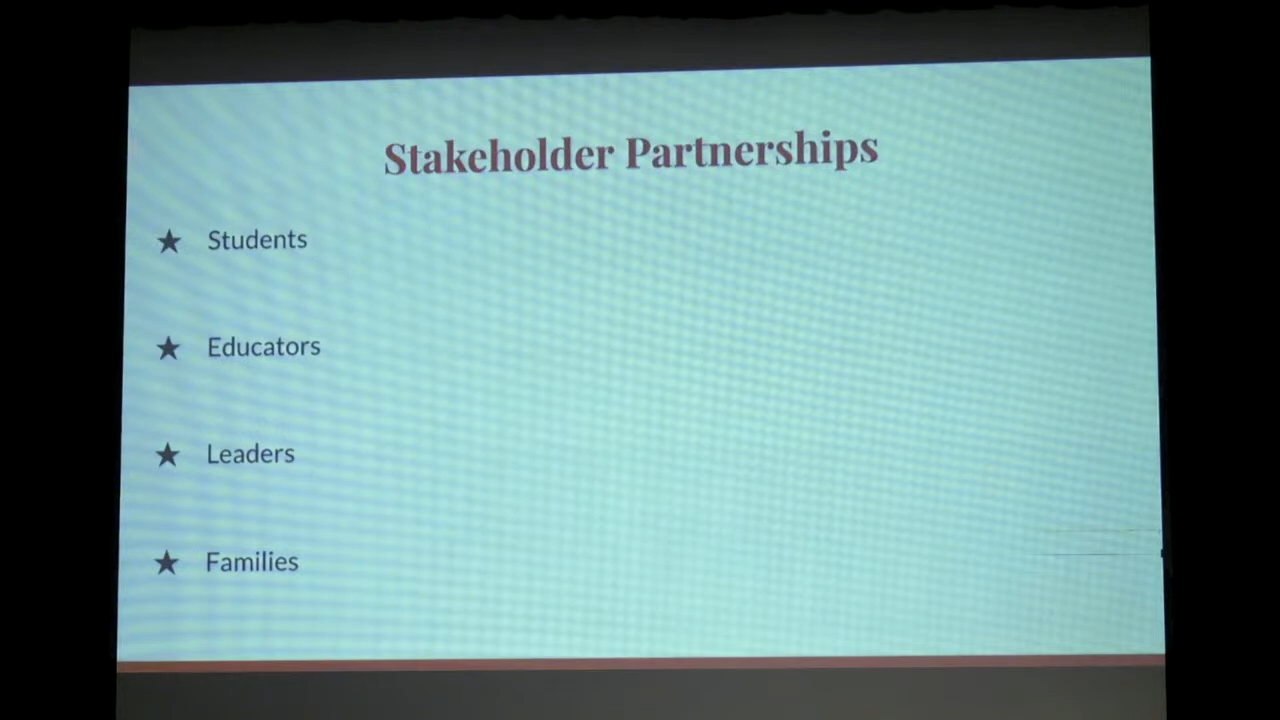 Stakeholder Partnerships
★ Students
★ Educators
★ Leaders
★ Families